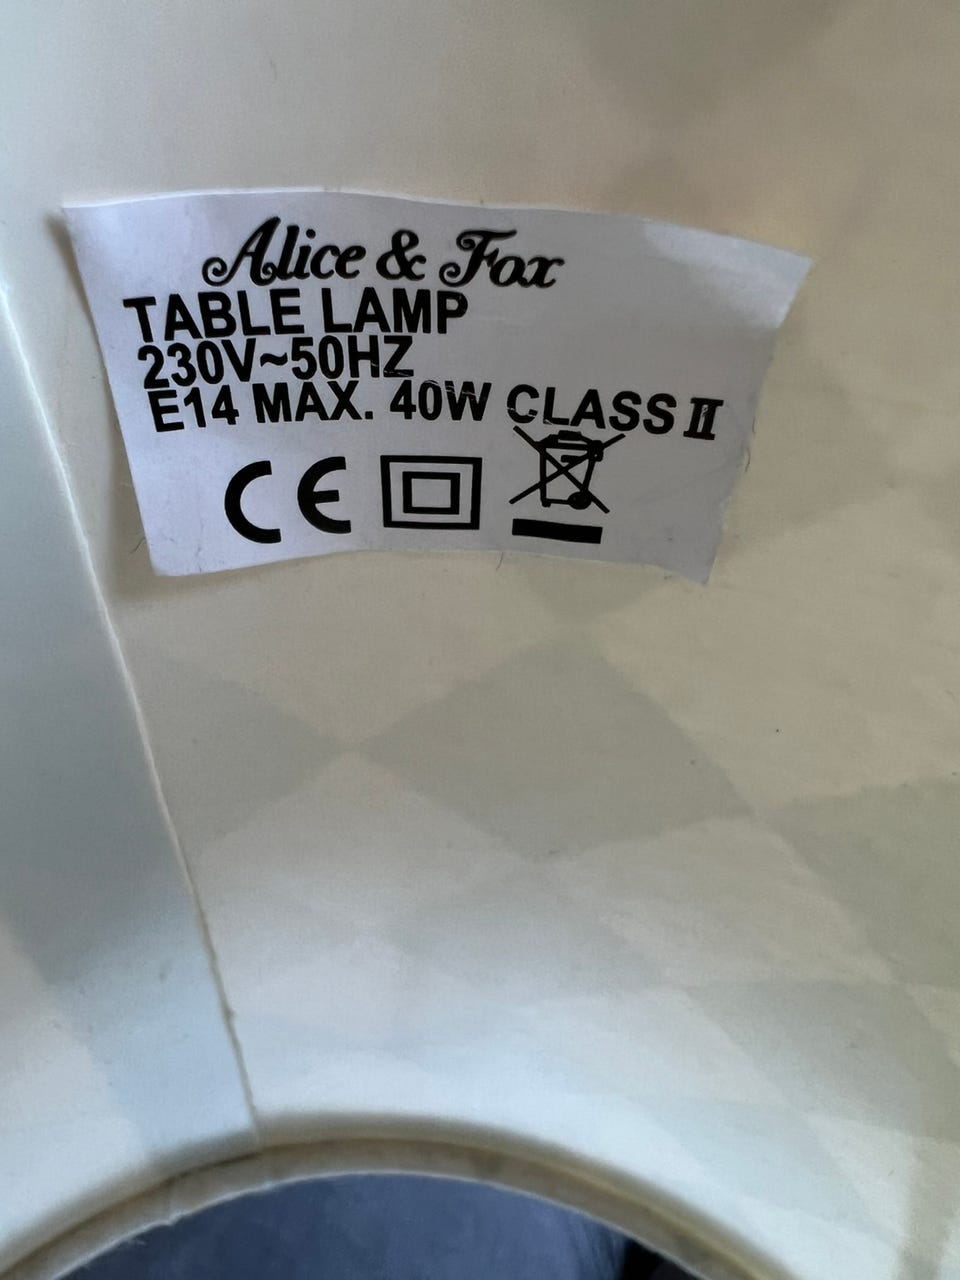 Alice & Fox
TABLE LAMP
230V~50HZ
E14 MAX. 40W CLASS II
CE